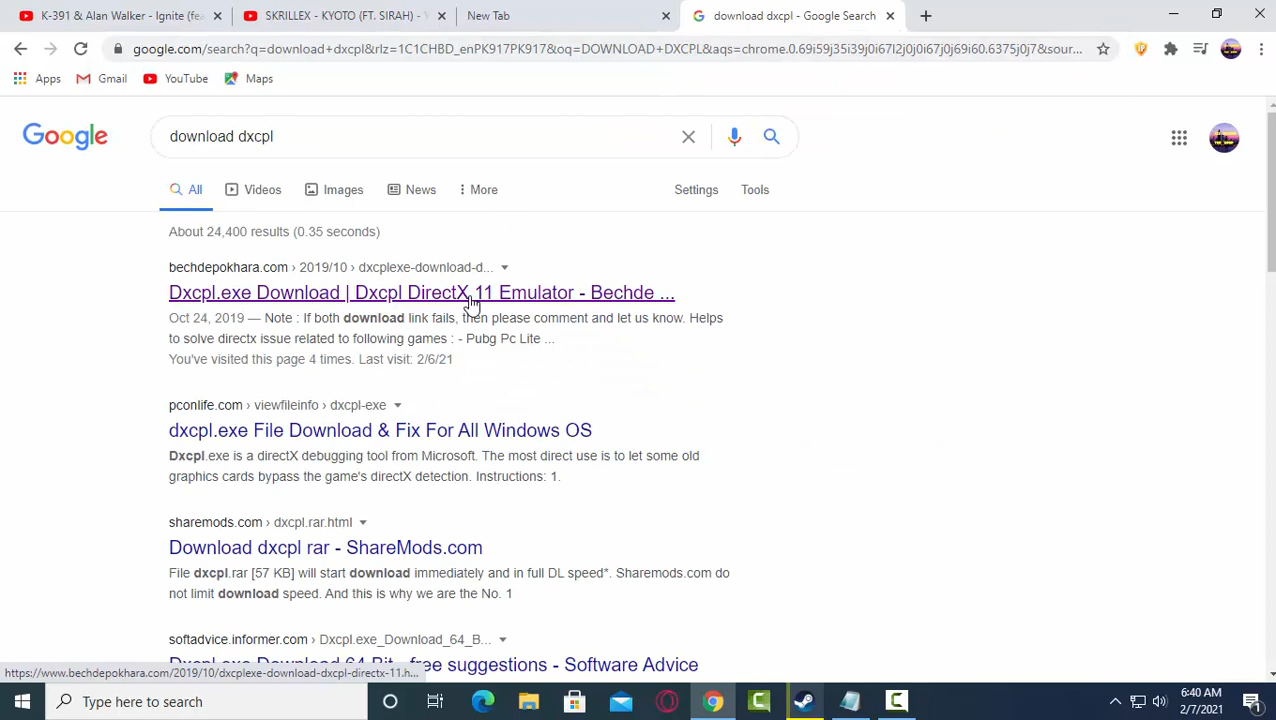 K-391 & Alan Walker - Ignite (fea
SKRILLEX - KYOTO (FT. SIRAH) - Y
New Tab
download dxcpl - Google Search
google.com/search?q=download+dxcpl&rlz=1C1CHBD_enPK917PK917&oq=DOWNLOAD+DXCPL&aqs=chrome.0.69i59j35i39j0i67l2j0j0i67j0j69i60.6375j0j7&sour...
Apps
Gmail
YouTube
Maps
Google
download dxcpl
All
Videos
Images
News
More
Settings
Tools
About 24,400 results (0.35 seconds)
bechdepokhara.com › 2019/10 › dxcplexe-download-d...
Dxcpl.exe Download | Dxcpl DirectX 11 Emulator - Bechde ...
Oct 24, 2019 — Note : If both download link fails, then please comment and let us know. Helps
to solve directx issue related to following games : - Pubg Pc Lite ...
You've visited this page 4 times. Last visit: 2/6/21
pconlife.com › viewfileinfo › dxcpl-exe
dxcpl.exe File Download & Fix For All Windows OS
Dxcpl.exe is a directX debugging tool from Microsoft. The most direct use is to let some old
graphics cards bypass the game's directX detection. Instructions: 1.
sharemods.com › dxcpl.rar.html
Download dxcpl rar - ShareMods.com
File dxcpl.rar [57 KB] will start download immediately and in full DL speed*. Sharemods.com do
not limit download speed. And this is why we are the No. 1
softadvice.informer.com › Dxcpl.exe_Download_64_B...
Dxcpl.exe Download 64 Bit - free suggestions - Software Advice
https://www.bechdepokhara.com/2019/10/dxcplexe-download-dxcpl-directx-11.h...
Type here to search
6:40 AM
2/7/2021
1